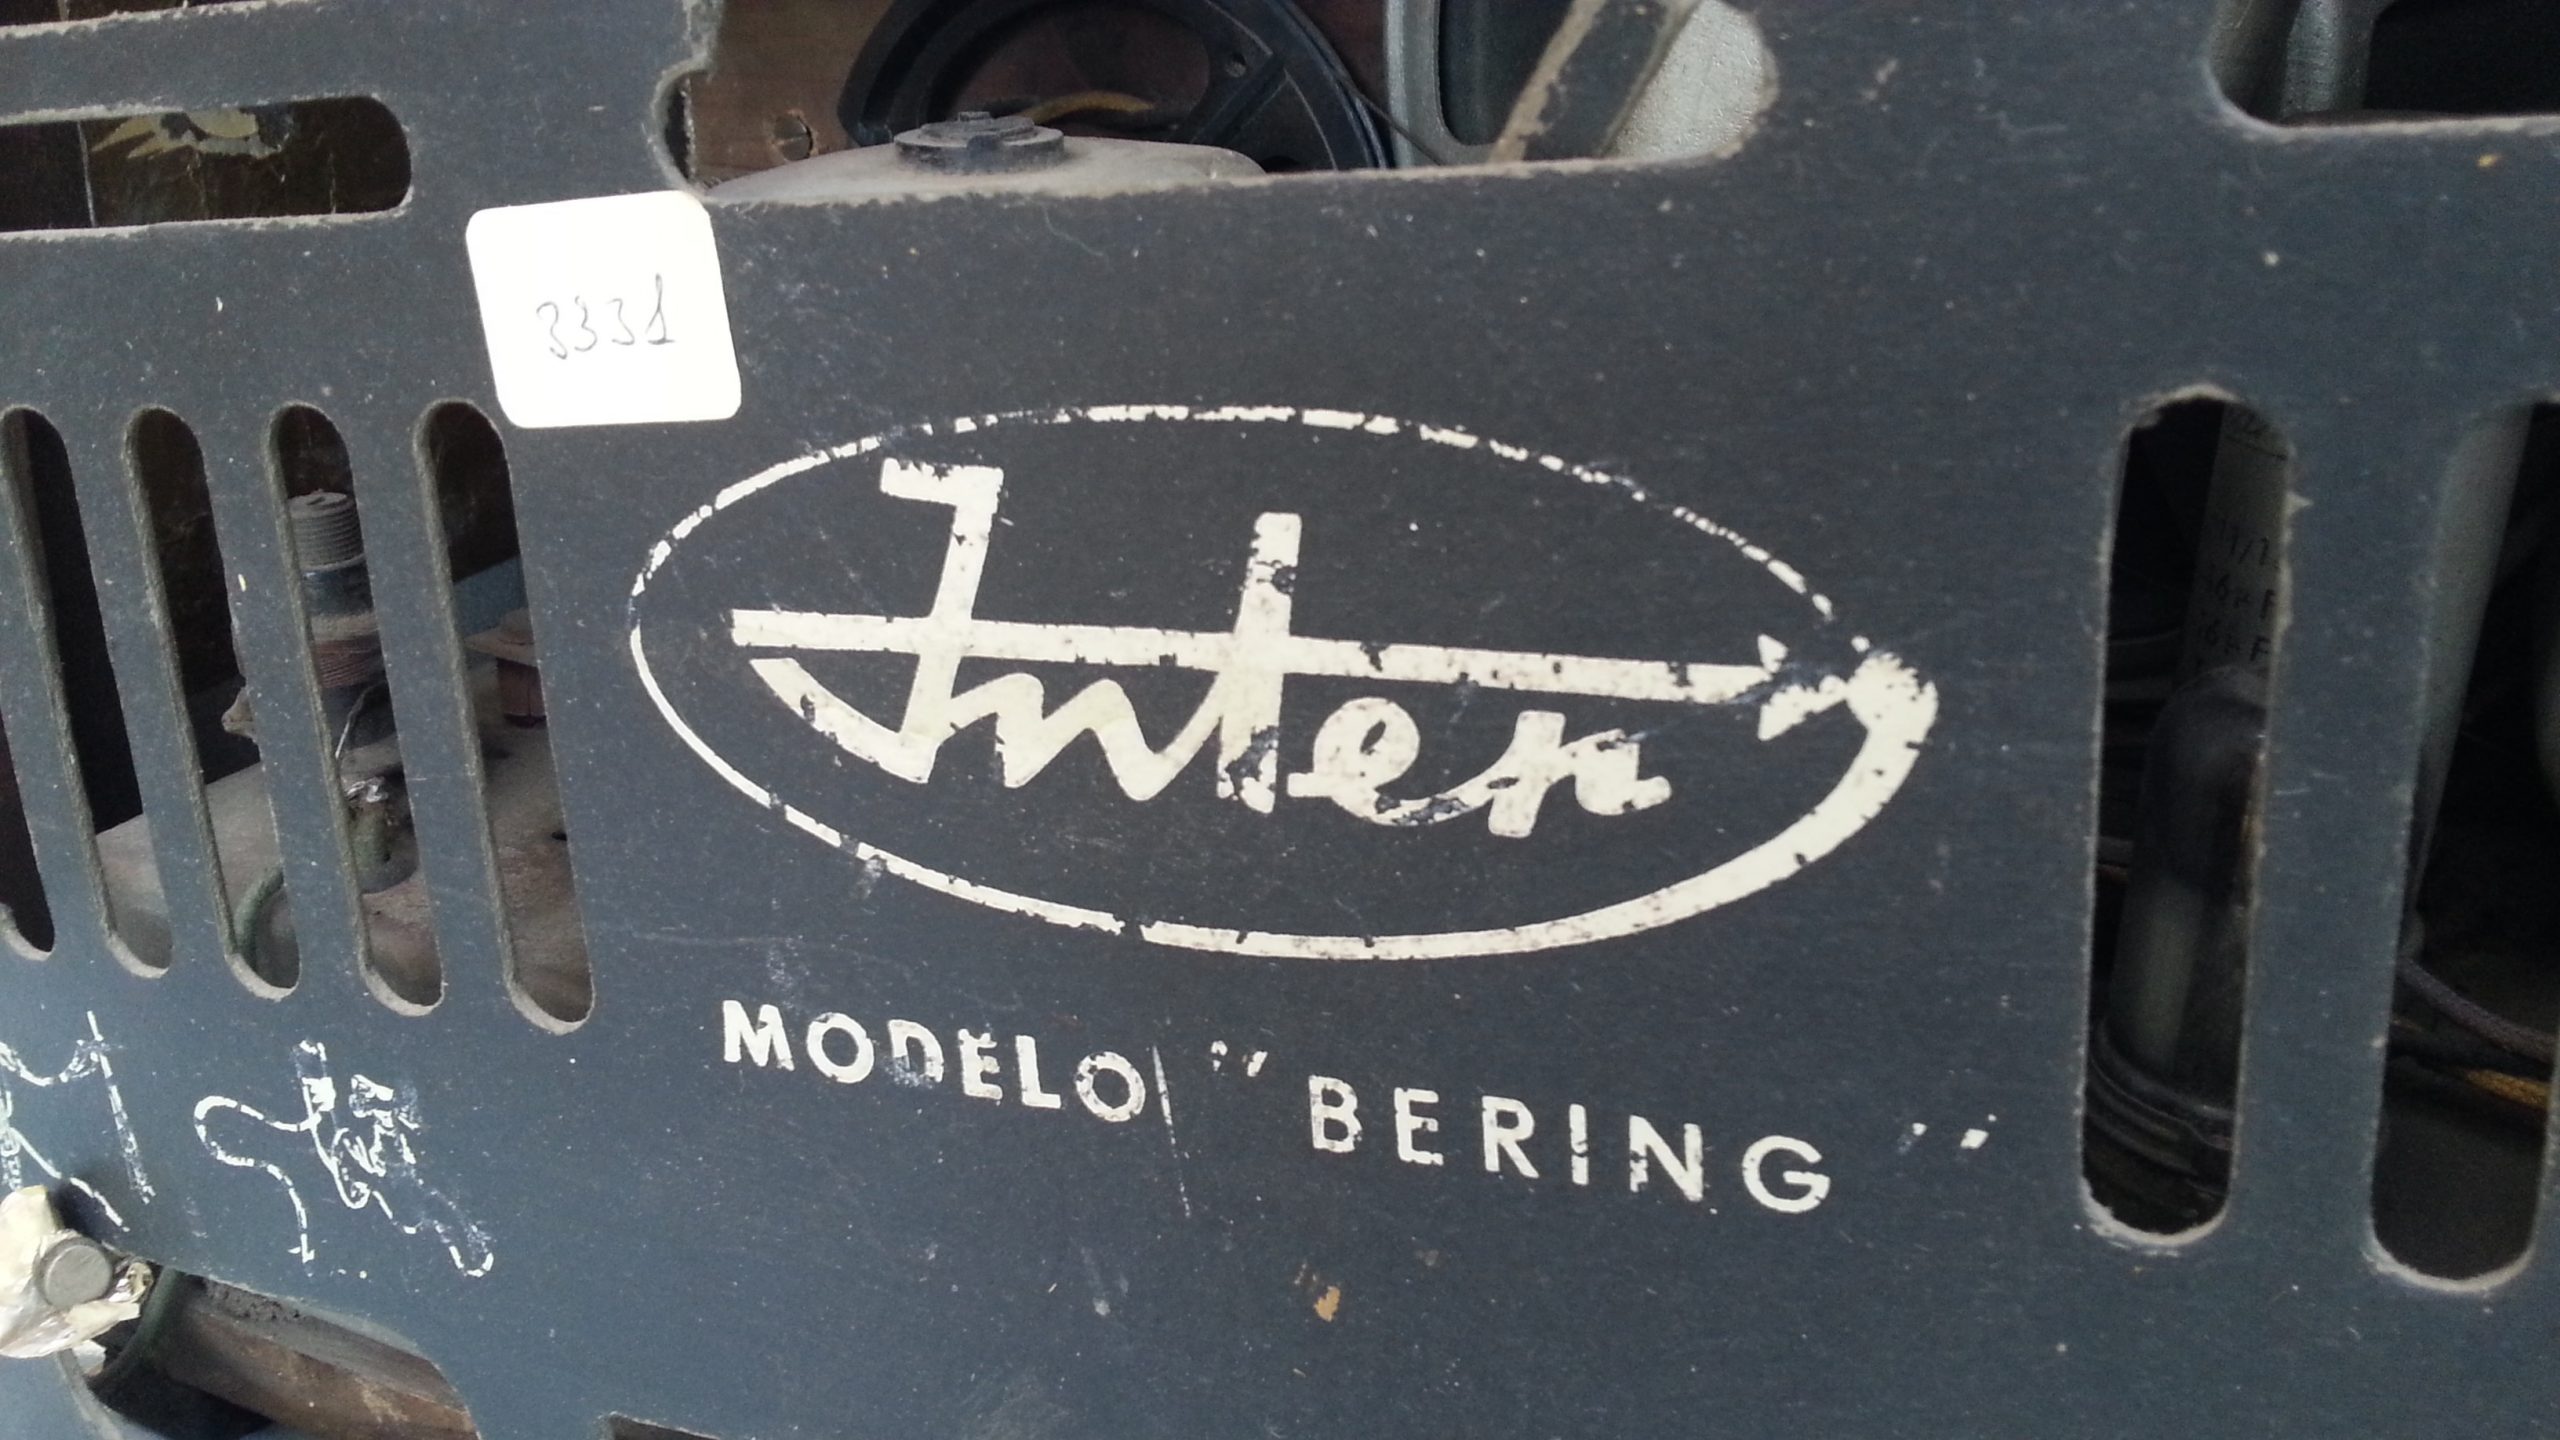 3331
Inter
MODELO "BERING"